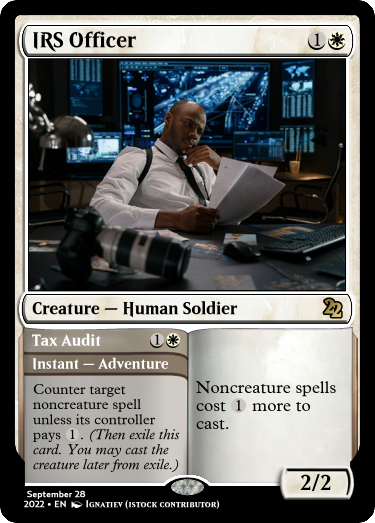 IRS Officer 1
Creature — Human Soldier 22
Tax Audit 1
Instant — Adventure
Counter target
noncreature spell
unless its controller
pays 1. (Then exile this
card. You may cast the
creature later from exile.)
Noncreature spells
cost 1 more to
cast.
2/2
September 28
2022 • EN IGNATIEV (ISTOCK CONTRIBUTOR)